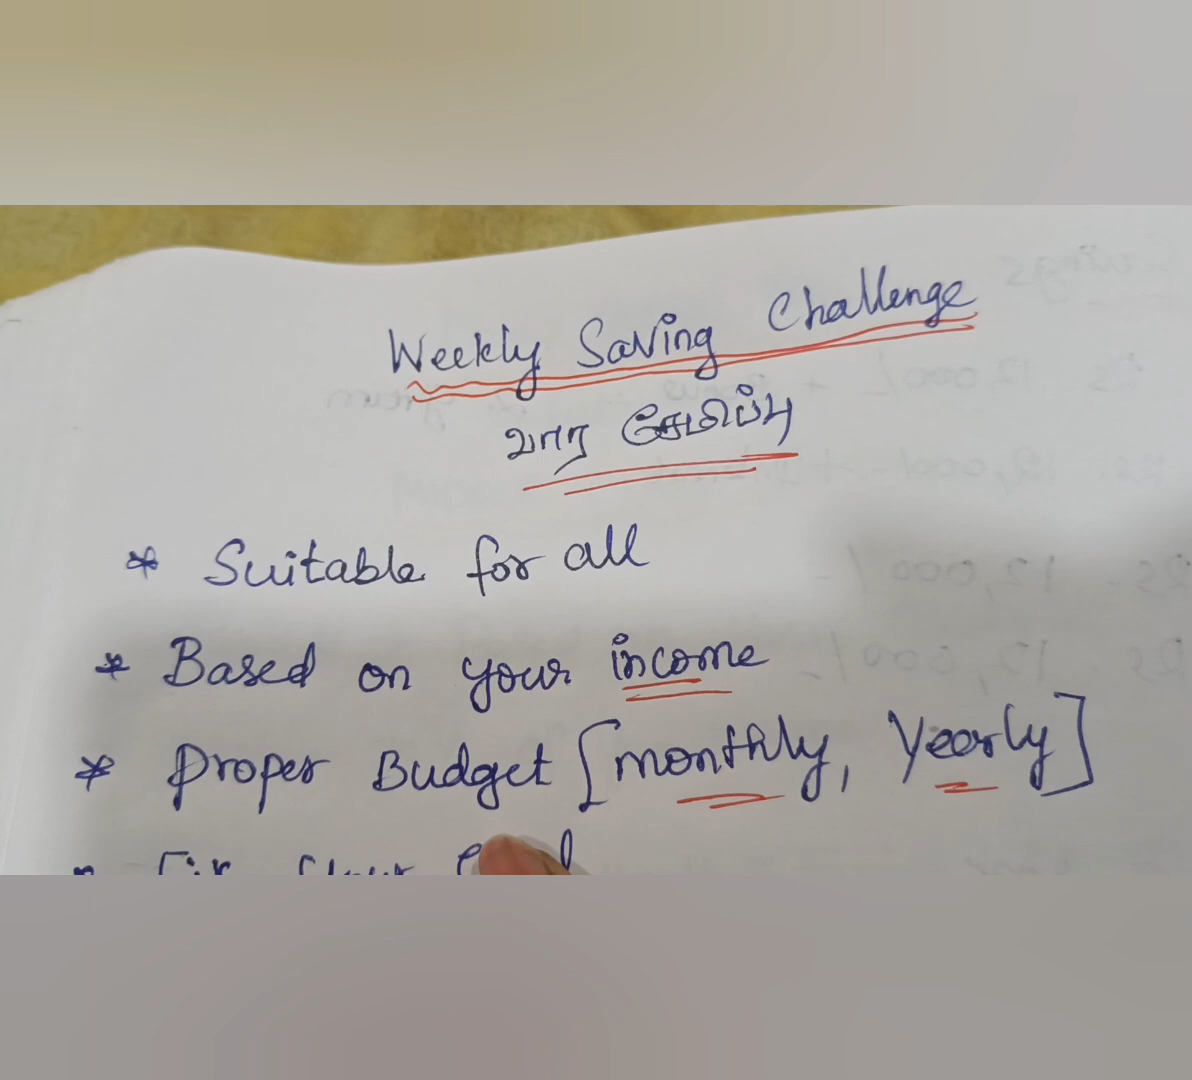 Weekly Saving Challenge
வார சேமிப்பு
* Suitable for all
* Based on your income
* Proper Budget [monthly, Yearly]